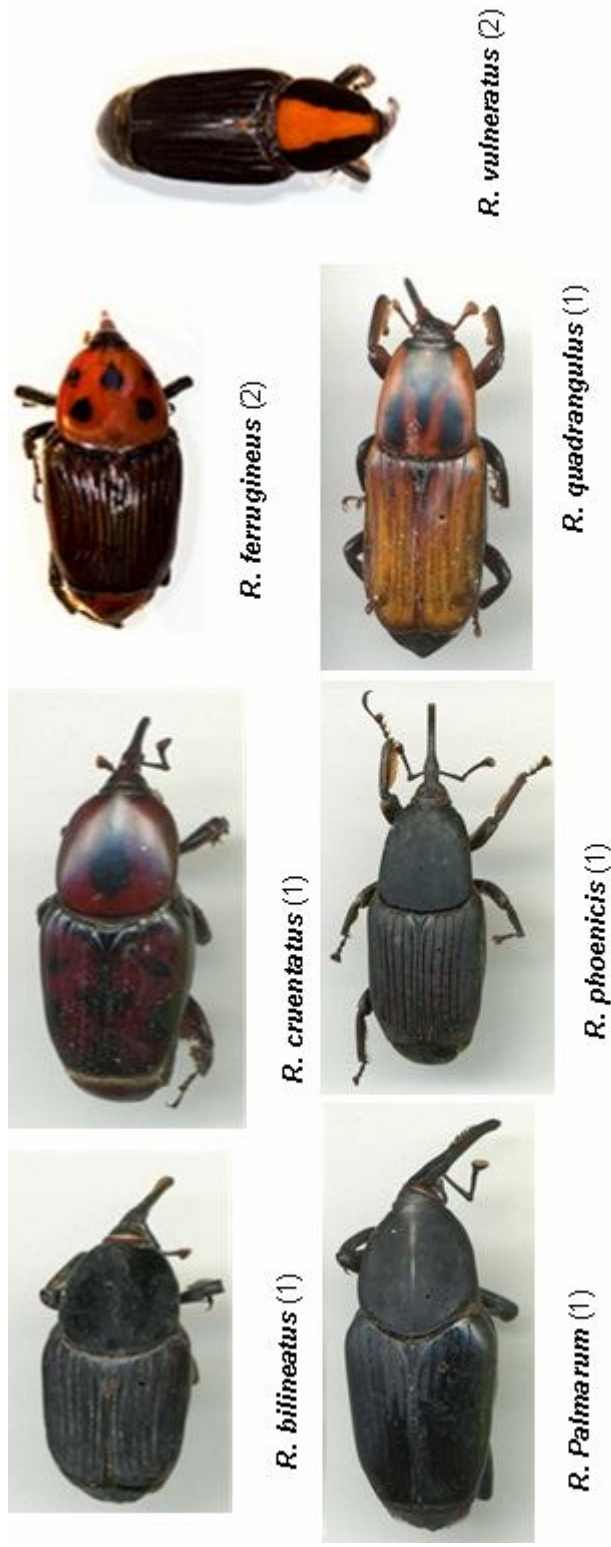 R. bilineatus (1)
R. cruentatus (1)
R. ferrugineus (2)
R. vulneratus (2)
R. Palmarum (1)
R. phoenicis (1)
R. quadrangulus (1)